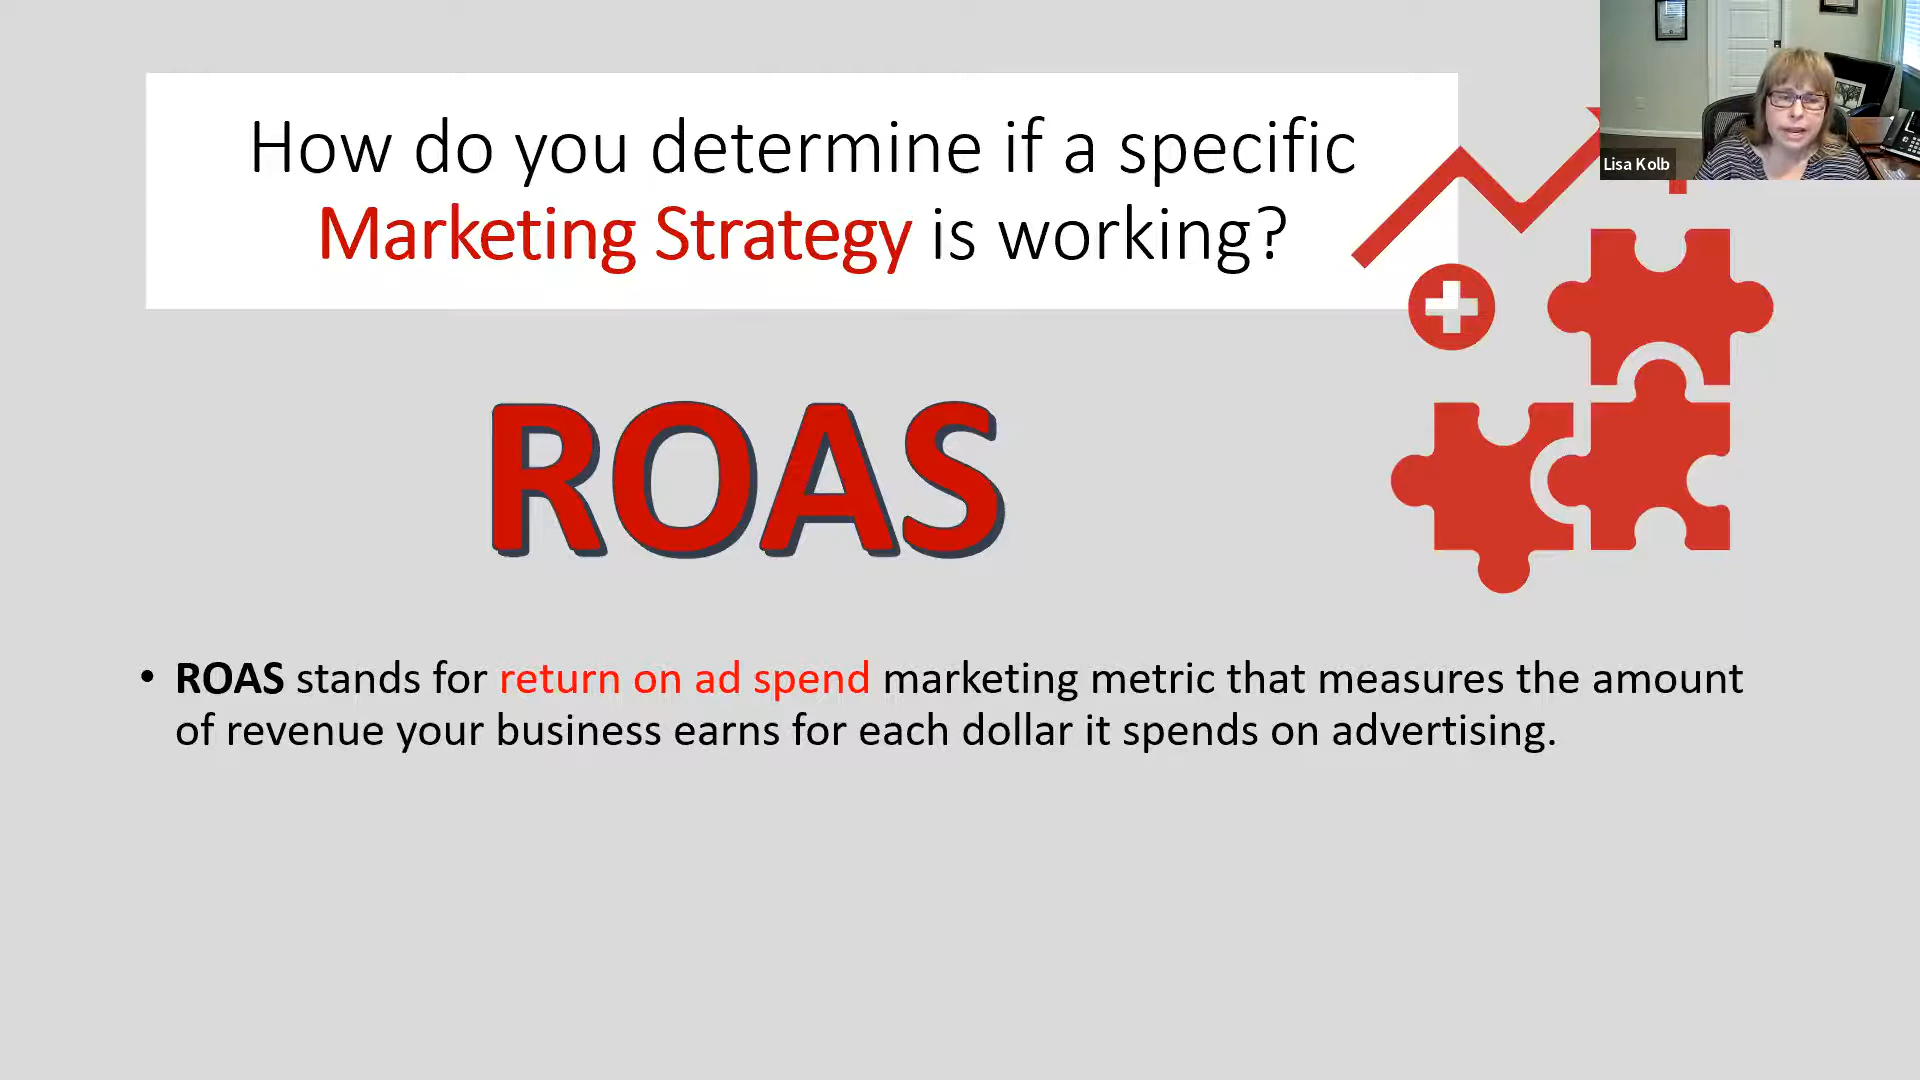 How do you determine if a specific
Marketing Strategy is working?
Lisa Kolb
ROAS
• ROAS stands for return on ad spend marketing metric that measures the amount
of revenue your business earns for each dollar it spends on advertising.